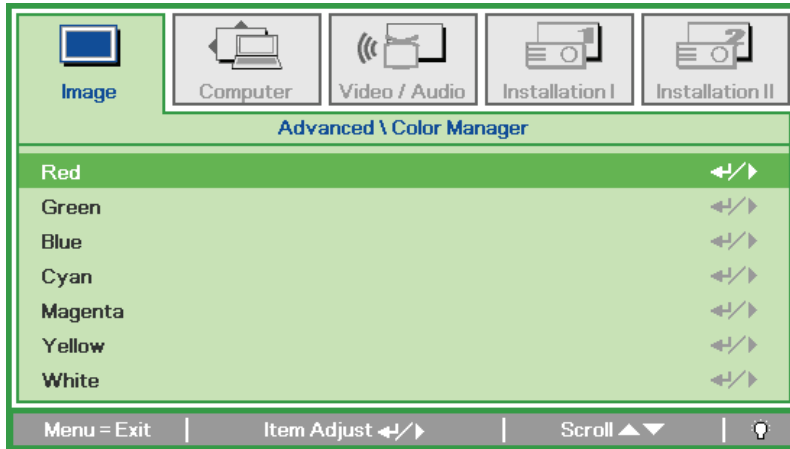 Image
Computer
Video / Audio
Installation I
Installation II
Advanced \ Color Manager
Red
Green
Blue
Cyan
Magenta
Yellow
White
Menu = Exit
Item Adjust
Scroll